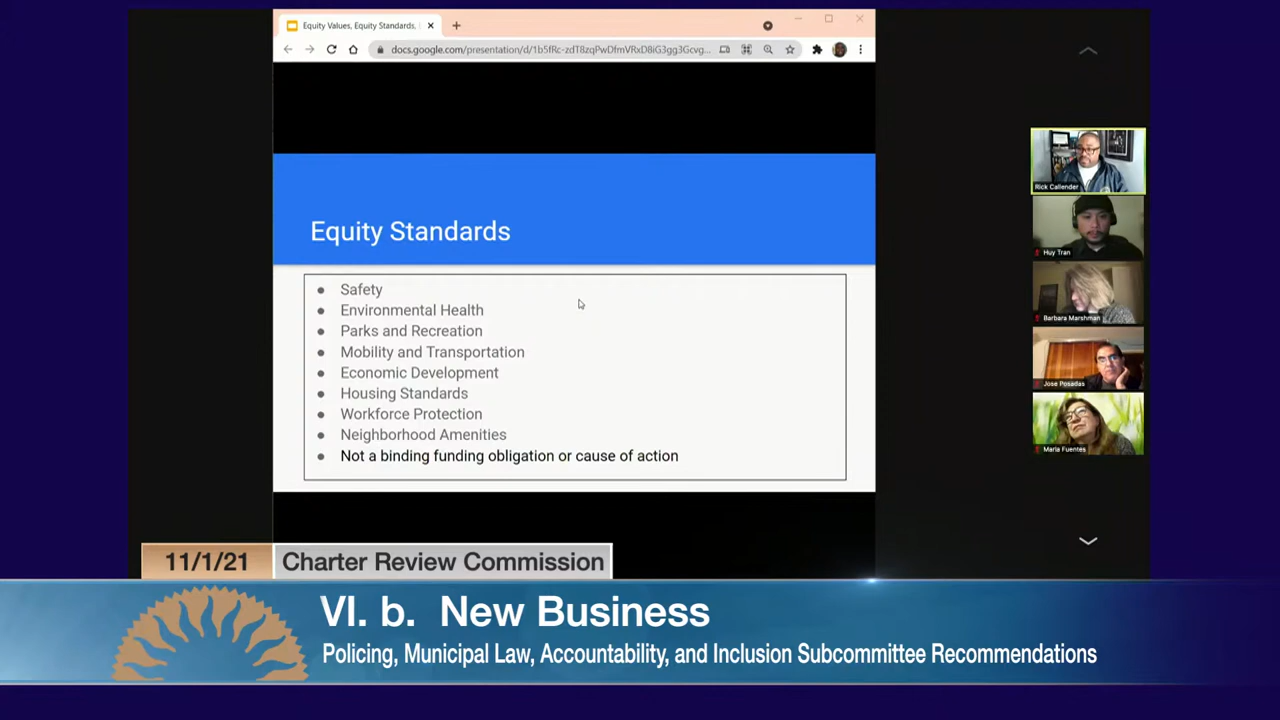 Equity Values, Equity Standards,
docs.google.com/presentation/d/1b5fRc-zdT8zqPwDfmVRxD8iG3gg3Gcvg...
Equity Standards
● Safety
● Environmental Health
● Parks and Recreation
● Mobility and Transportation
● Economic Development
● Housing Standards
● Workforce Protection
● Neighborhood Amenities
● Not a binding funding obligation or cause of action
Rick Callender
Huy Tran
Barbara Marshman
Jose Posadas
Maria Fuentes
11/1/21 Charter Review Commission
VI. b. New Business
Policing, Municipal Law, Accountability, and Inclusion Subcommittee Recommendations